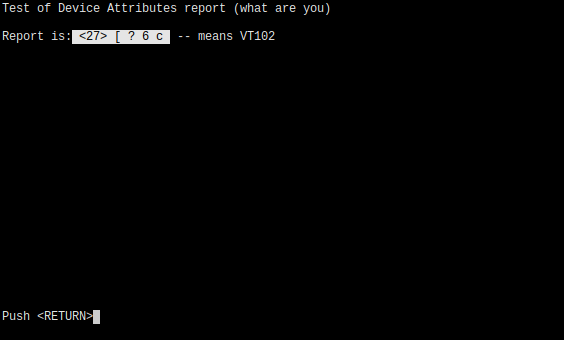 Test of Device Attributes report (what are you)
Report is: <27> [ ? 6 c  -- means VT102
Push <RETURN>